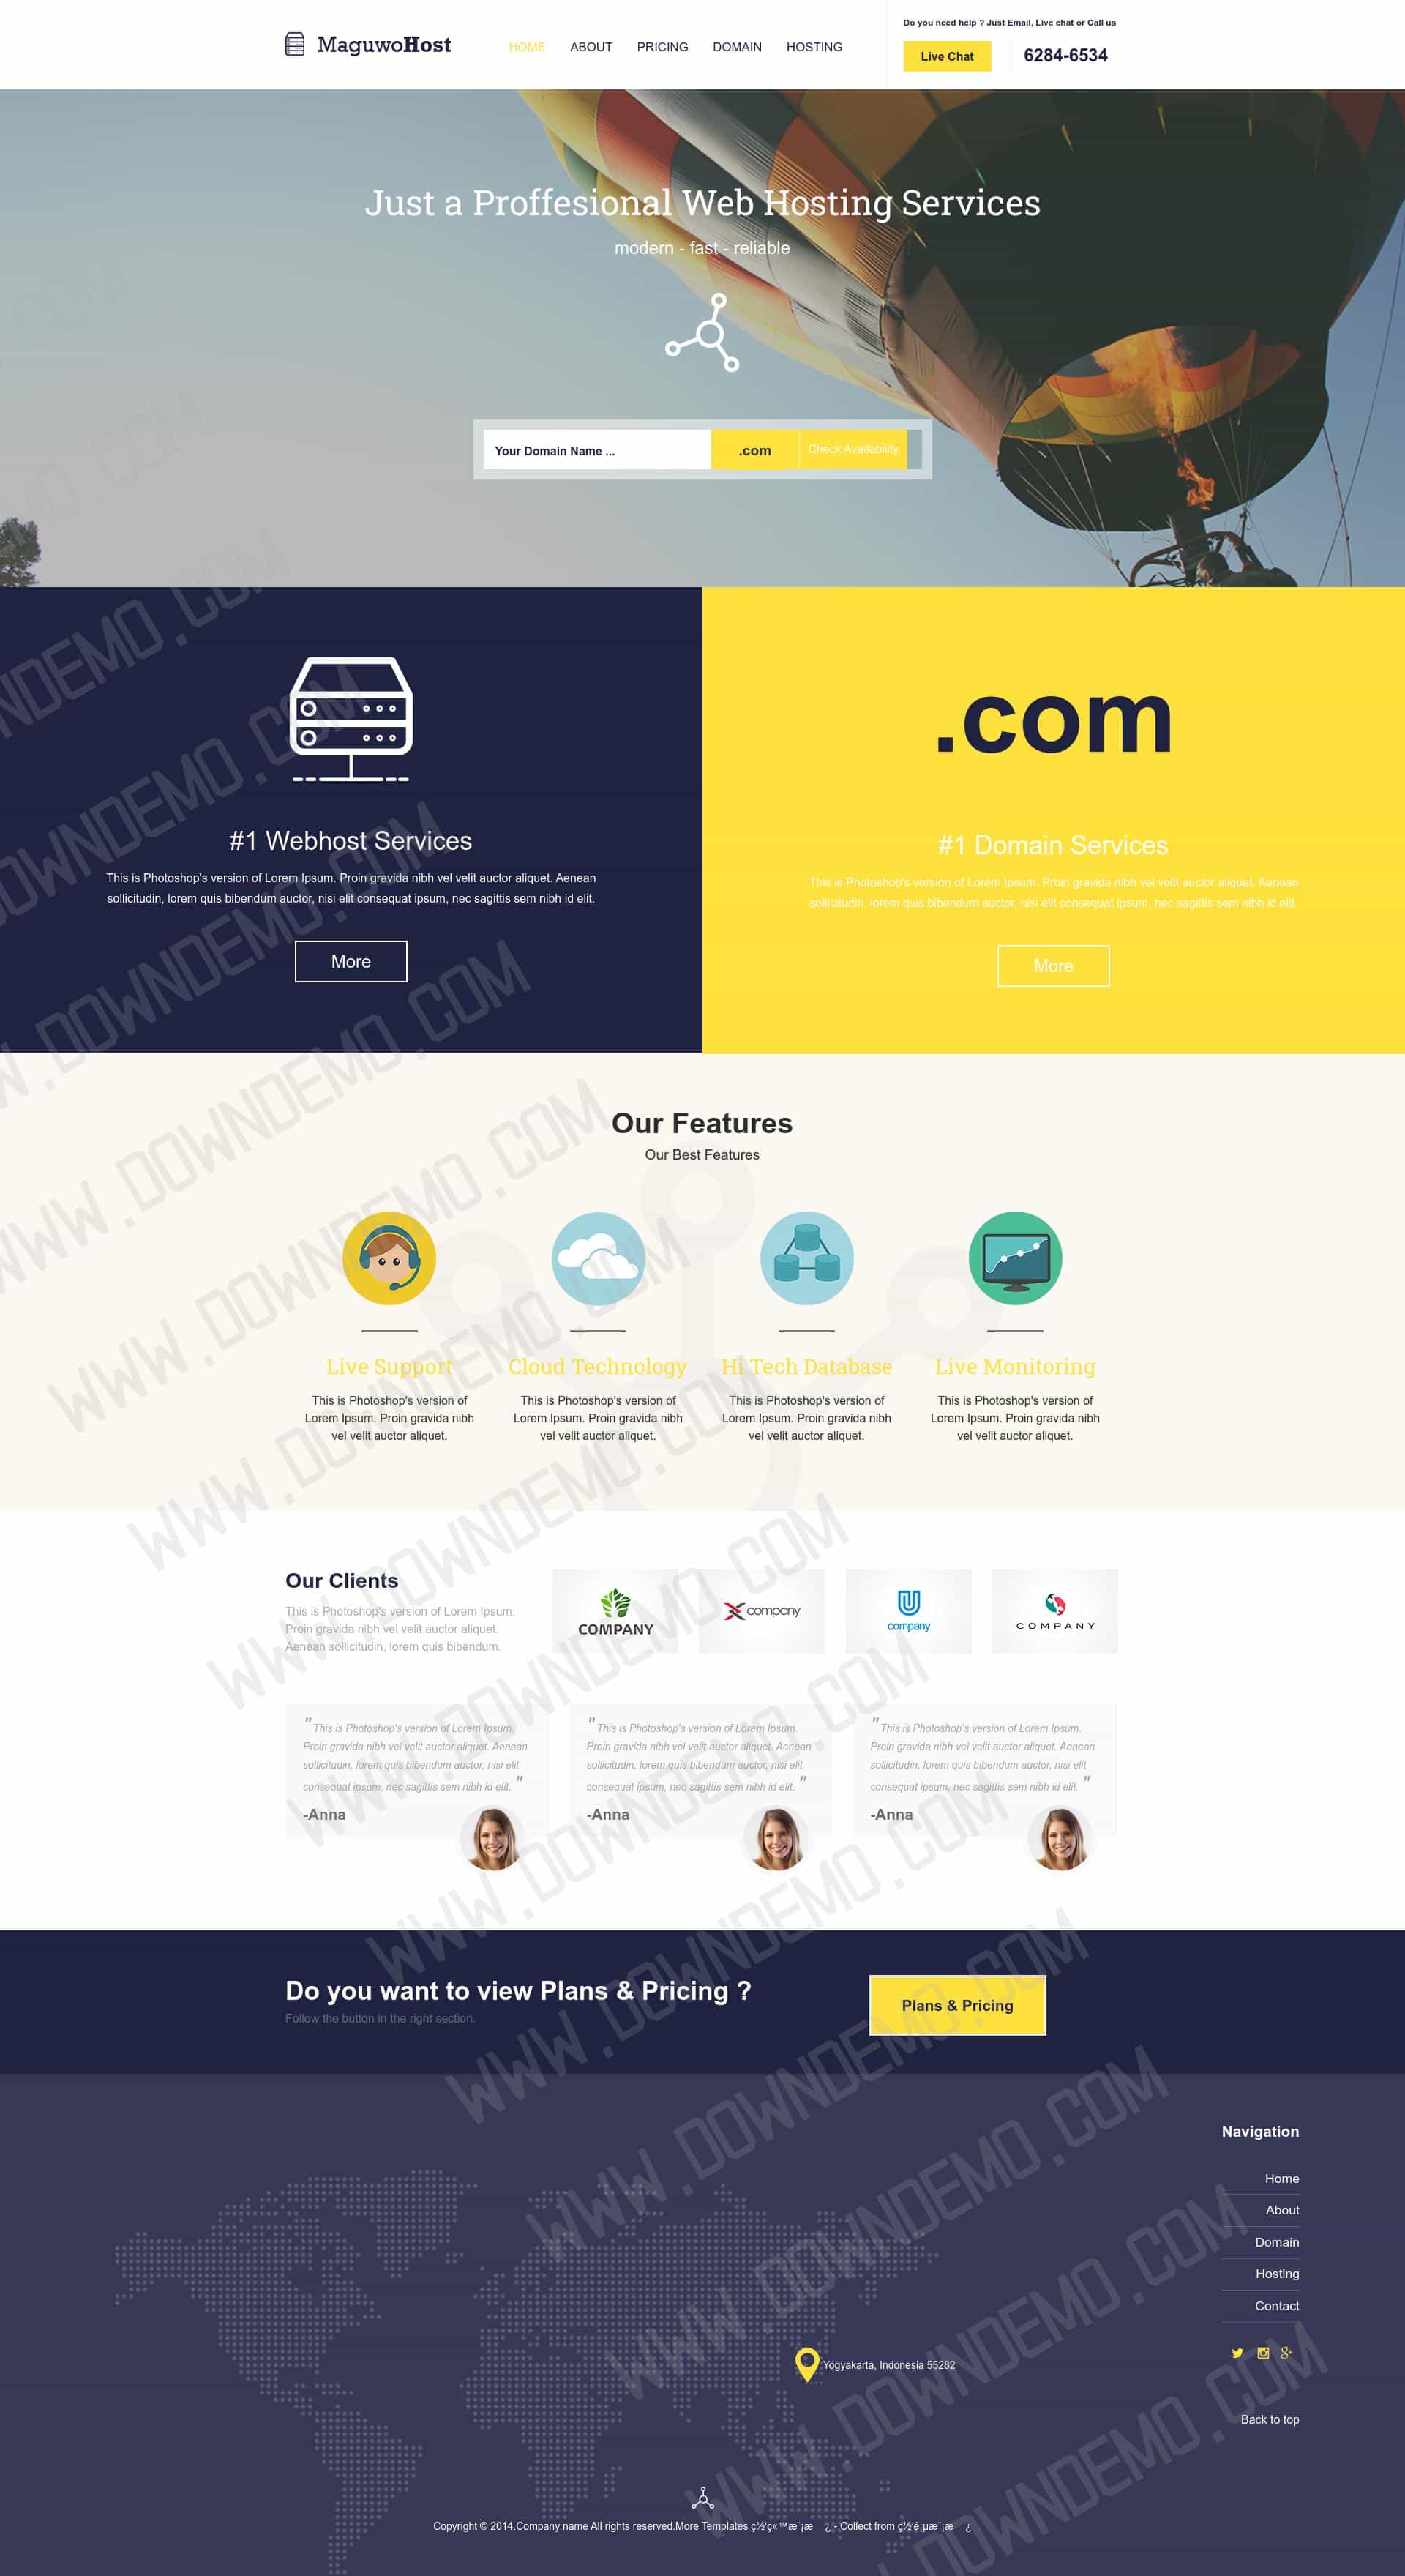 MaguwoHost
HOME ABOUT PRICING DOMAIN HOSTING
Do you need help ? Just Email, Live chat or Call us
Live Chat
6284-6534
Just a Proffesional Web Hosting Services
modern - fast - reliable
Your Domain Name ...
.com
Check Availability
#1 Webhost Services
This is Photoshop's version of Lorem Ipsum. Proin gravida nibh vel velit auctor aliquet. Aenean
sollicitudin, lorem quis bibendum auctor, nisi elit consequat ipsum, nec sagittis sem nibh id elit.
More
.com
#1 Domain Services
This is Photoshop's version of Lorem Ipsum. Proin gravida nibh vel velit auctor aliquet. Aenean
sollicitudin, lorem quis bibendum auctor, nisi elit consequat ipsum, nec sagittis sem nibh id elit.
More
Our Features
Our Best Features
Live Support
This is Photoshop's version of
Lorem Ipsum. Proin gravida nibh
vel velit auctor aliquet.
Cloud Technology
This is Photoshop's version of
Lorem Ipsum. Proin gravida nibh
vel velit auctor aliquet.
Hi Tech Database
This is Photoshop's version of
Lorem Ipsum. Proin gravida nibh
vel velit auctor aliquet.
Live Monitoring
This is Photoshop's version of
Lorem Ipsum. Proin gravida nibh
vel velit auctor aliquet.
Our Clients
This is Photoshop's version of Lorem Ipsum.
Proin gravida nibh vel velit auctor aliquet.
Aenean sollicitudin, lorem quis bibendum.
COMPANY
company
company
COMPANY
" This is Photoshop's version of Lorem Ipsum.
Proin gravida nibh vel velit auctor aliquet. Aenean
sollicitudin, lorem quis bibendum auctor, nisi elit
consequat ipsum, nec sagittis sem nibh id elit. "
-Anna
" This is Photoshop's version of Lorem Ipsum.
Proin gravida nibh vel velit auctor aliquet. Aenean
sollicitudin, lorem quis bibendum auctor, nisi elit
consequat ipsum, nec sagittis sem nibh id elit. "
-Anna
" This is Photoshop's version of Lorem Ipsum.
Proin gravida nibh vel velit auctor aliquet. Aenean
sollicitudin, lorem quis bibendum auctor, nisi elit
consequat ipsum, nec sagittis sem nibh id elit. "
-Anna
Do you want to view Plans & Pricing ?
Follow the button in the right section.
Plans & Pricing
Navigation
Home
About
Domain
Hosting
Contact
Yogyakarta, Indonesia 55282
Back to top
Copyright © 2014.Company name All rights reserved.More Templates ç½'ç«™æ¨¡æ ¿ - Collect from ç½'é¡µæ¨¡æ ¿
WWW.DOWNDEMO.COM